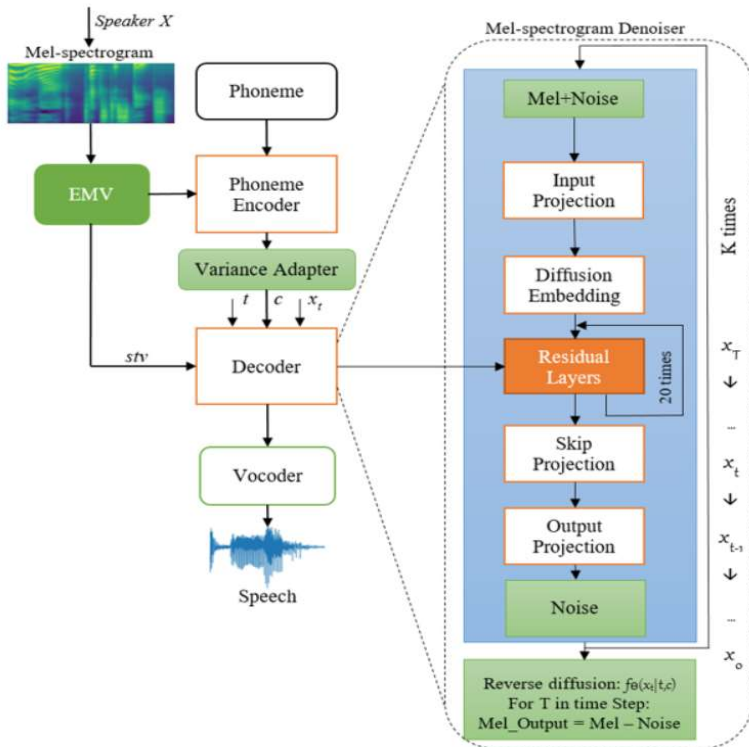 Speaker X
Mel-spectrogram
Phoneme
EMV
Phoneme
Encoder
Variance Adapter
t
c
x_t
stv
Decoder
Vocoder
Speech
Mel-spectrogram Denoiser
Mel+Noise
Input
Projection
Diffusion
Embedding
Residual
Layers
20 times
Skip
Projection
Output
Projection
Noise
K times
x_T
↓
...
x_t
↓
x_t-1
↓
...
x_o
Reverse diffusion: fθ(x_t|t,c)
For T in time Step:
Mel_Output = Mel – Noise